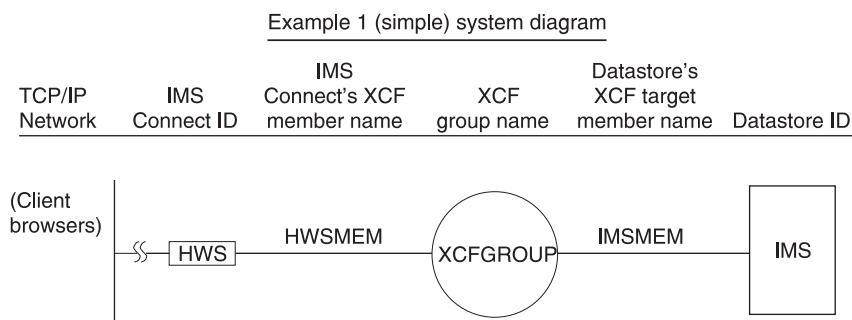 Example 1 (simple) system diagram
TCP/IP
Network
IMS
Connect ID
IMS
Connect's XCF
member name
XCF
group name
Datastore's
XCF target
member name
Datastore ID
(Client
browsers)
HWS
HWSMEM
XCFGROUP
IMSMEM
IMS